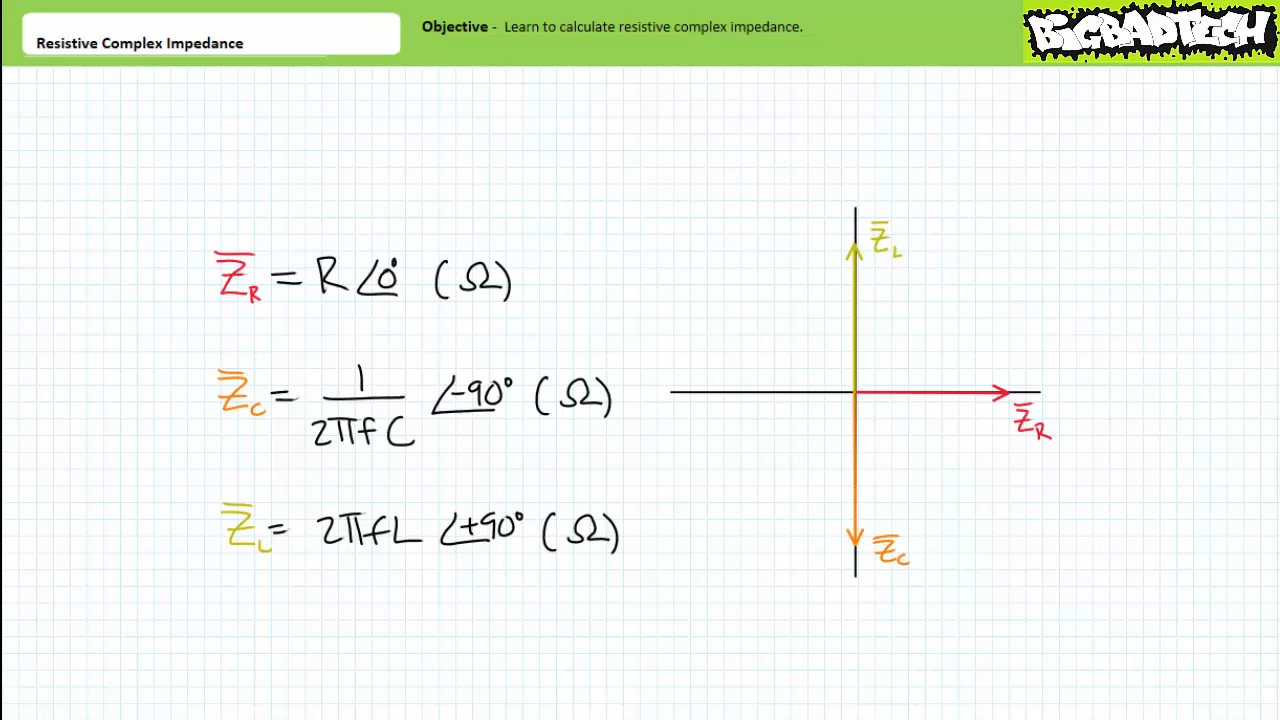 Resistive Complex Impedance
Objective - Learn to calculate resistive complex impedance.
BIGBADTECH
Z̅R = R∠0° (Ω)
Z̅C = 1/2πfC ∠-90° (Ω)
Z̅L = 2πfL ∠+90° (Ω)
Z̅L
Z̅R
Z̅C